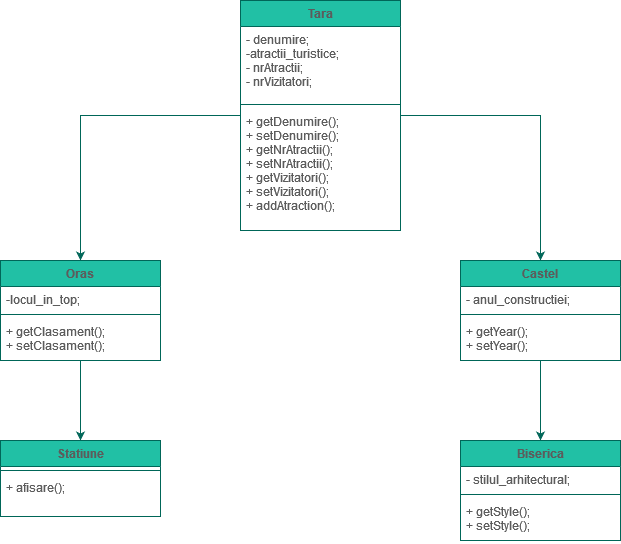 Tara
- denumire;
-atractii_turistice;
- nrAtractii;
- nrVizitatori;
+ getDenumire();
+ setDenumire();
+ getNrAtractii();
+ setNrAtractii();
+ getVizitatori();
+ setVizitatori();
+ addAtraction();
Oras
-locul_in_top;
+ getClasament();
+ setClasament();
Castel
- anul_constructiei;
+ getYear();
+ setYear();
Statiune
+ afisare();
Biserica
- stilul_arhitectural;
+ getStyle();
+ setStyle();